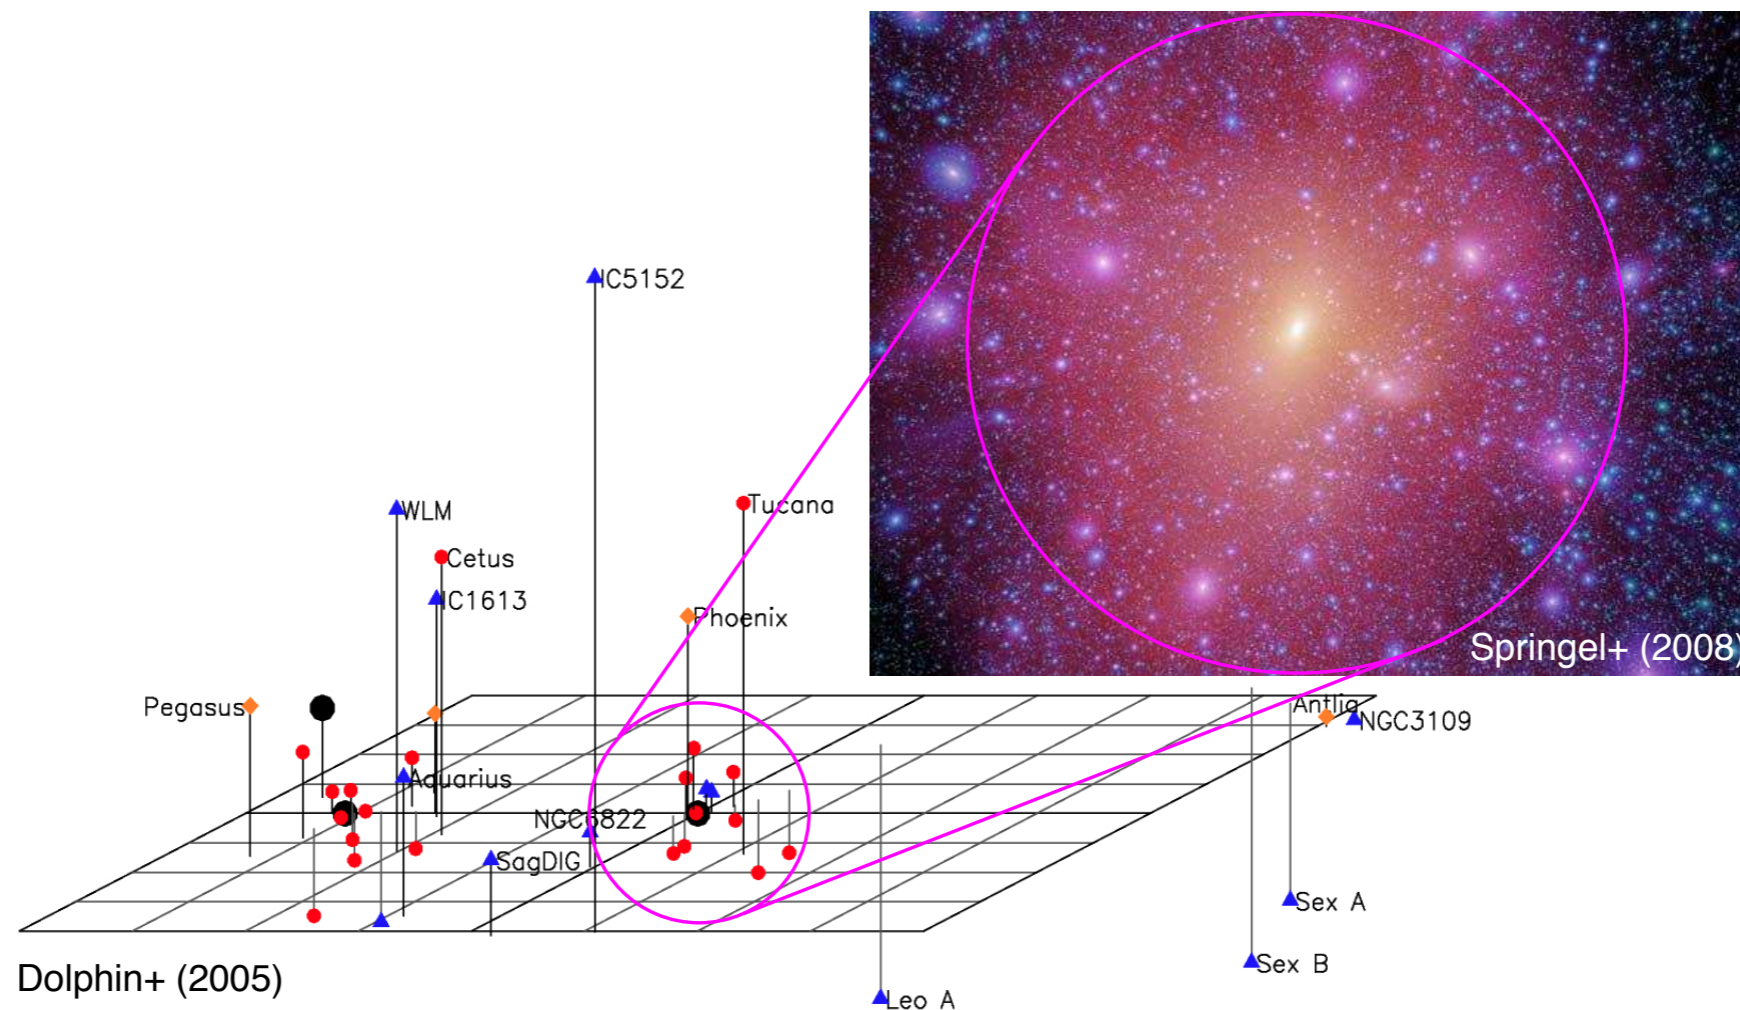 IC5152
WLM
Tucana
Cetus
IC1613
Phoenix
Springel+ (2008)
Pegasus
Antlia
NGC3109
Aquarius
NGC6822
SagDIG
Sex A
Sex B
Dolphin+ (2005)
Leo A